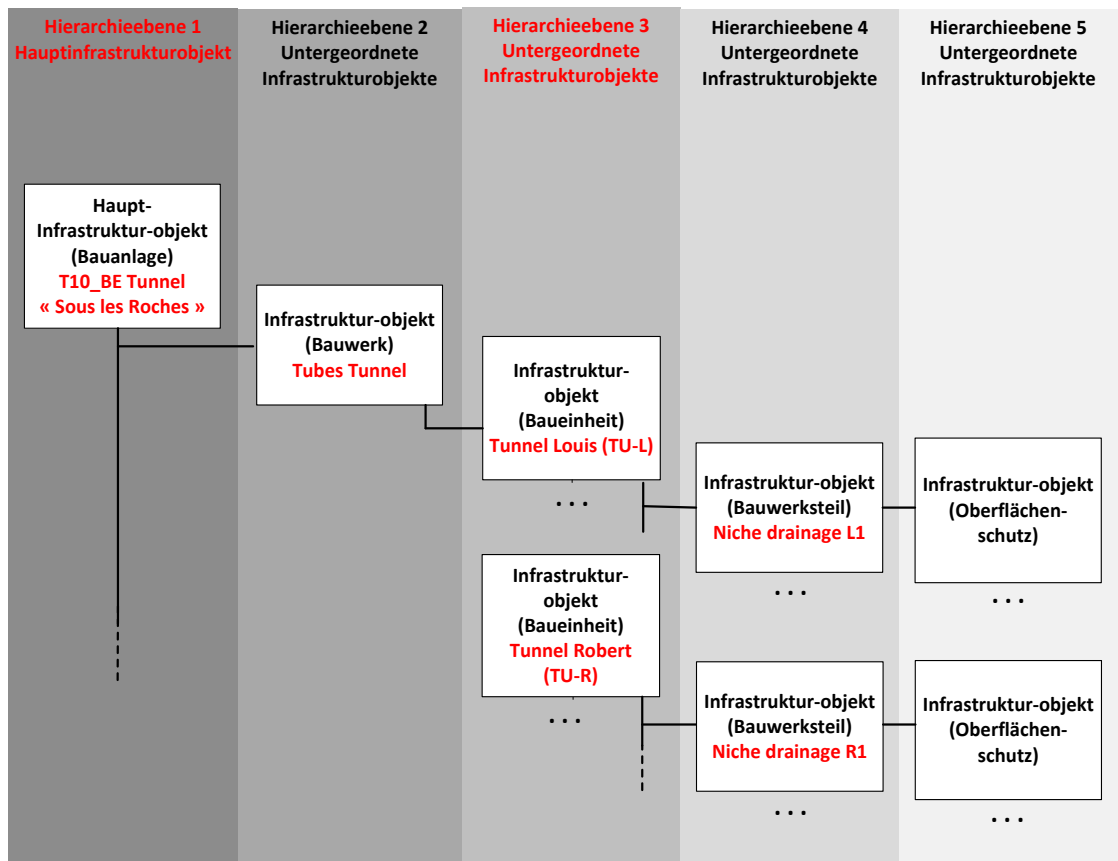 Hierarchieebene 1
Hauptinfrastrukturobjekt
Hierarchieebene 2
Untergeordnete
Infrastrukturobjekte
Hierarchieebene 3
Untergeordnete
Infrastrukturobjekte
Hierarchieebene 4
Untergeordnete
Infrastrukturobjekte
Hierarchieebene 5
Untergeordnete
Infrastrukturobjekte
Haupt-
Infrastruktur-objekt
(Bauanlage)
T10_BE Tunnel
« Sous les Roches »
Infrastruktur-objekt
(Bauwerk)
Tubes Tunnel
Infrastruktur-
objekt
(Baueinheit)
Tunnel Louis (TU-L)
...
Infrastruktur-objekt
(Bauwerksteil)
Niche drainage L1
...
Infrastruktur-objekt
(Oberflächen-
schutz)
...
Infrastruktur-
objekt
(Baueinheit)
Tunnel Robert
(TU-R)
...
Infrastruktur-objekt
(Bauwerksteil)
Niche drainage R1
...
Infrastruktur-objekt
(Oberflächen-
schutz)
...